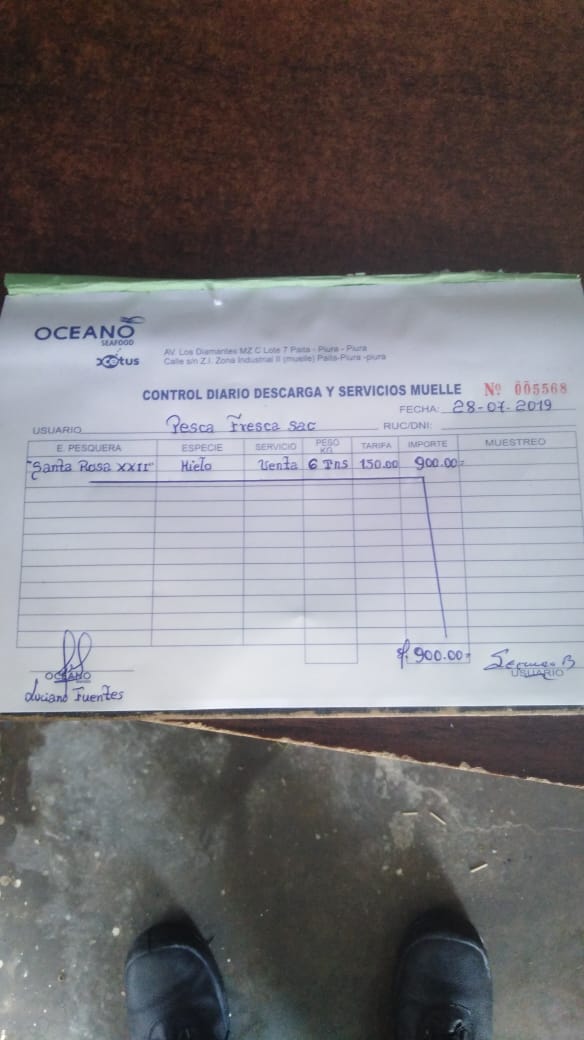 OCEANO
SEAFOOD
cetus
AV. Los Diamantes MZ C Lote 7 Paita - Piura - Piura
Calle s/n Z.I. Zona Industrial II (muelle) Paita-Piura -piura
CONTROL DIARIO DESCARGA Y SERVICIOS MUELLE Nº 005568
FECHA: 28-07-2019
USUARIO Pesca Fresca SAC RUC/DNI:
E. PESQUERA ESPECIE SERVICIO PESO KG TARIFA IMPORTE MUESTREO
"Santa Rosa XXII" Hielo Venta 6 Tns 150.00 900.00=
S/. 900.00=
OCEANO USUARIO
Luciano Fuentes